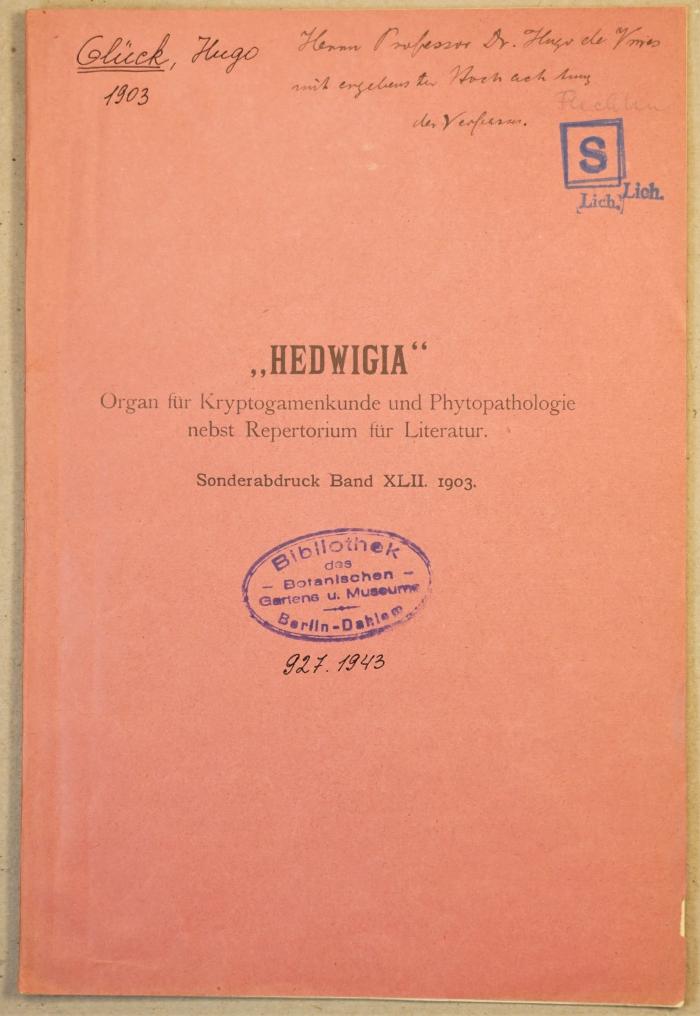 Glück, Hugo
1903
Herrn Professor Dr. Hugo de Vries
mit ergebenster Hochachtung
der Verfasser.
S
[Lich.] Lich.
„HEDWIGIA“
Organ für Kryptogamenkunde und Phytopathologie
nebst Repertorium für Literatur.
Sonderabdruck Band XLII. 1903.
Bibliothek
des
– Botanischen –
Gartens u. Museums
Berlin-Dahlem
927. 1943